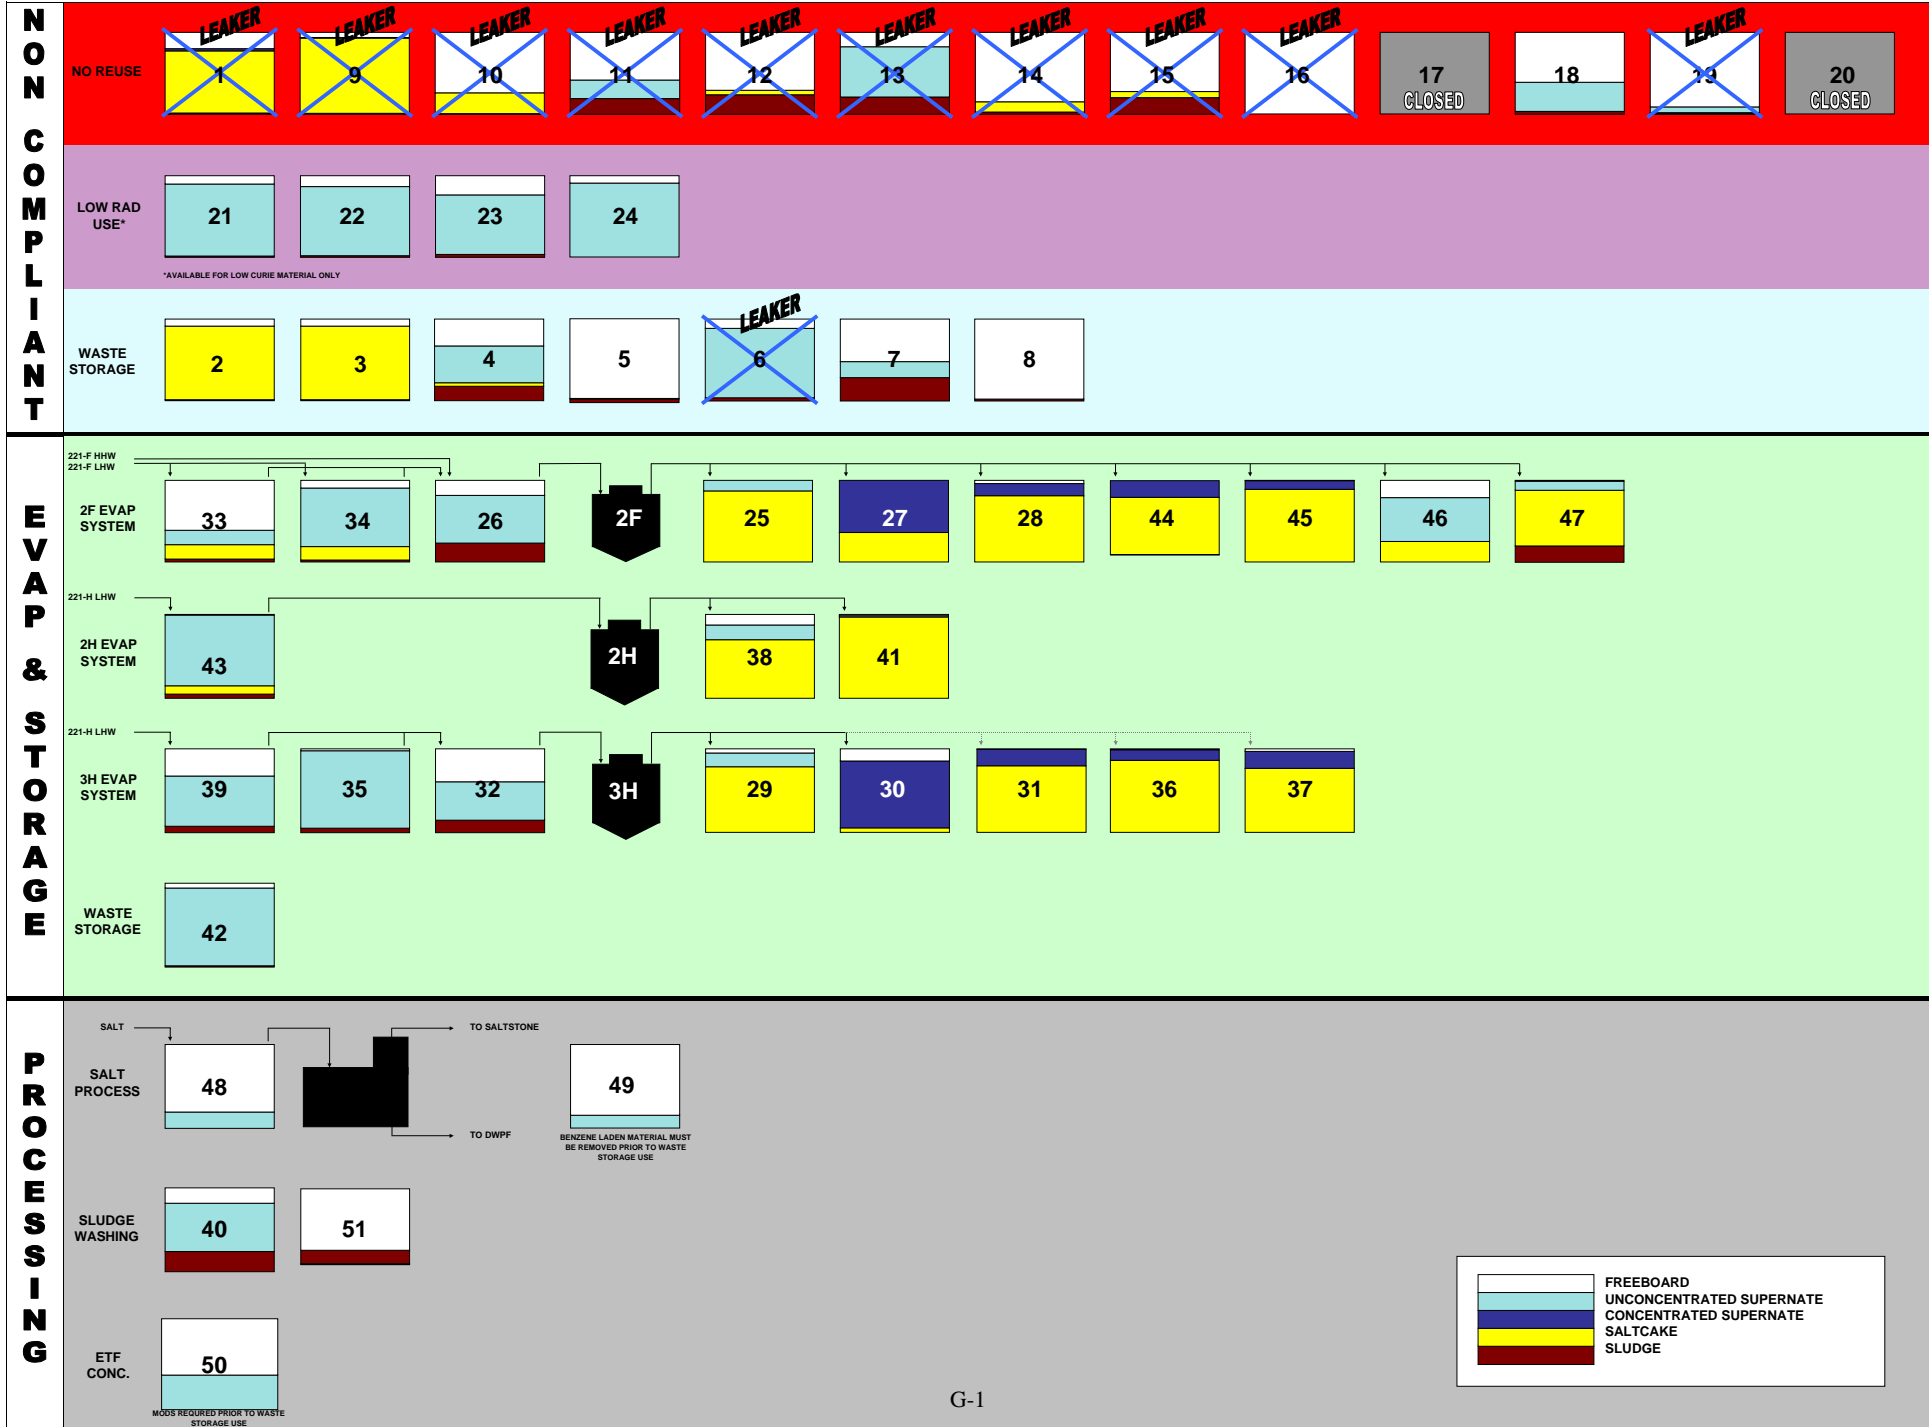 NON COMPLIANT
NO REUSE
LEAKER
1
LEAKER
9
LEAKER
10
LEAKER
11
LEAKER
12
LEAKER
13
LEAKER
14
LEAKER
15
LEAKER
16
17
CLOSED
18
LEAKER
19
20
CLOSED
LOW RAD
USE*
21
22
23
24
*AVAILABLE FOR LOW CURIE MATERIAL ONLY
WASTE
STORAGE
2
3
4
5
LEAKER
6
7
8
EVAP & STORAGE
221-F HHW
221-F LHW
2F EVAP
SYSTEM
33
34
26
2F
25
27
28
44
45
46
47
221-H LHW
2H EVAP
SYSTEM
43
2H
38
41
221-H LHW
3H EVAP
SYSTEM
39
35
32
3H
29
30
31
36
37
WASTE
STORAGE
42
PROCESSING
SALT
TO SALTSTONE
SALT
PROCESS
48
49
TO DWPF
BENZENE LADEN MATERIAL MUST
BE REMOVED PRIOR TO WASTE
STORAGE USE
SLUDGE
WASHING
40
51
ETF
CONC.
50
MODS REQUIRED PRIOR TO WASTE
STORAGE USE
FREEBOARD
UNCONCENTRATED SUPERNATE
CONCENTRATED SUPERNATE
SALTCAKE
SLUDGE
G-1